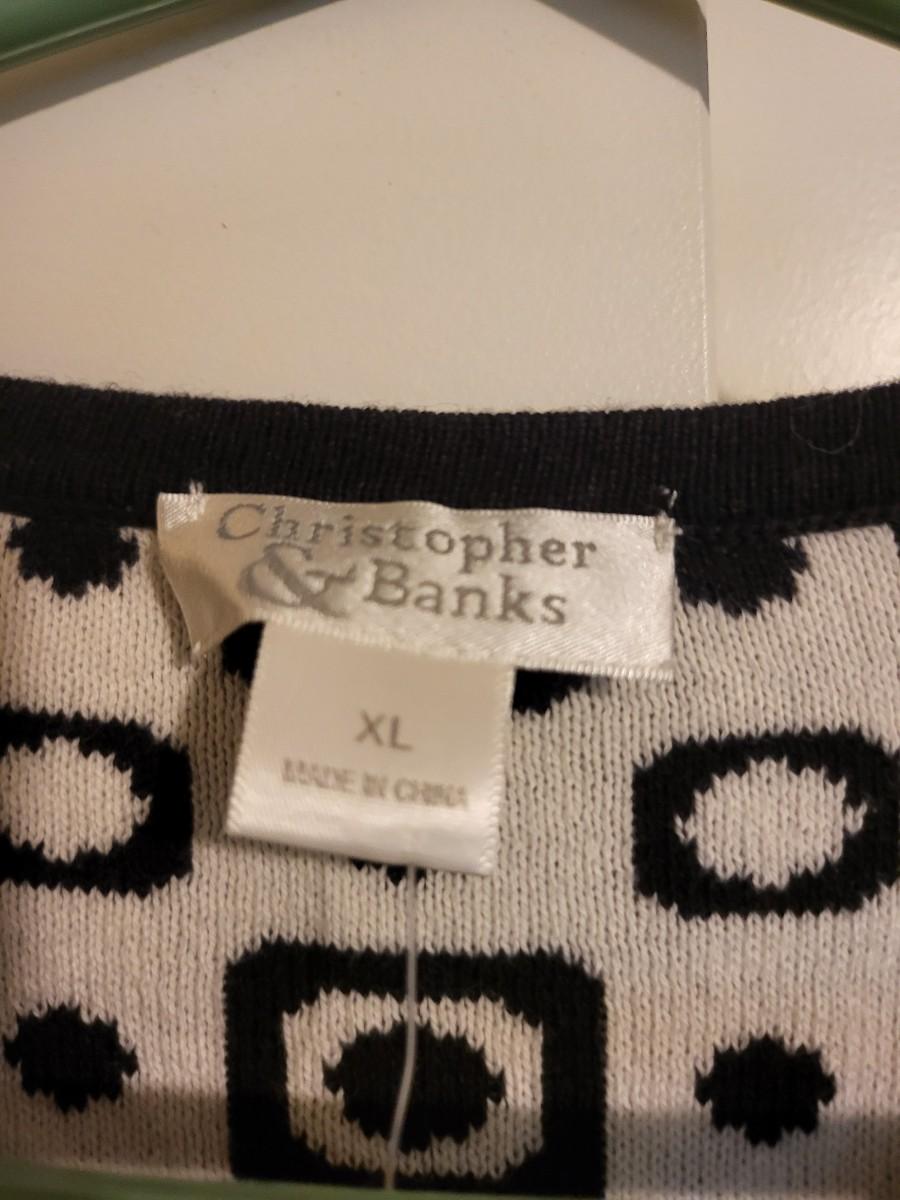 Christopher
& Banks
XL
MADE IN CHINA